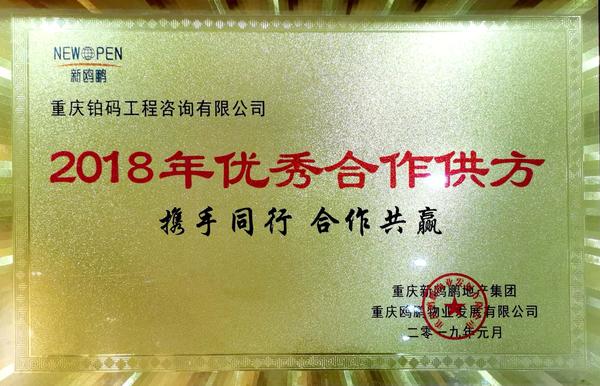 NEW OPEN
新鸥鹏
重庆铂码工程咨询有限公司
2018年优秀合作供方
携手同行 合作共赢
重庆新鸥鹏地产集团
重庆鸥鹏物业发展有限公司
二零一九年元月